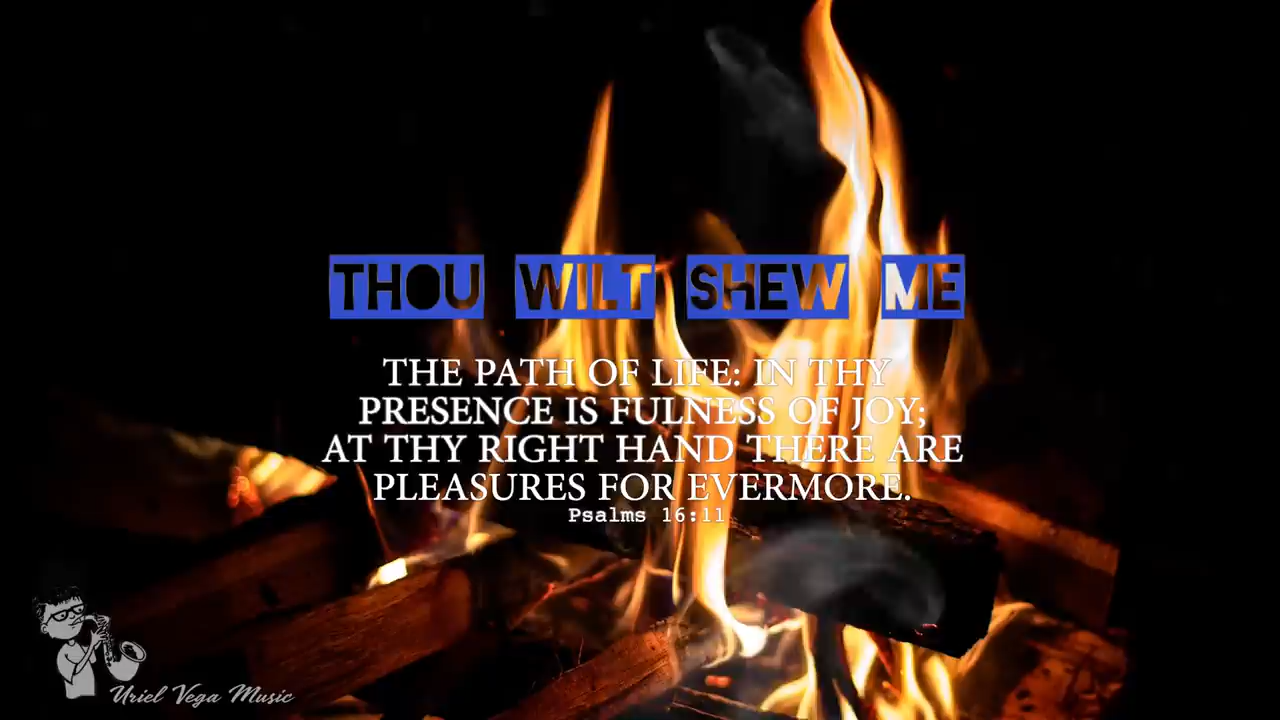 THOU WILT SHEW ME
THE PATH OF LIFE: IN THY
PRESENCE IS FULNESS OF JOY;
AT THY RIGHT HAND THERE ARE
PLEASURES FOR EVERMORE.
Psalms 16:11
Uriel Vega Music